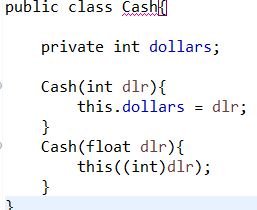 public class Cash{
private int dollars;
Cash(int dlr){
this.dollars = dlr;
}
Cash(float dlr){
this((int)dlr);
}
}